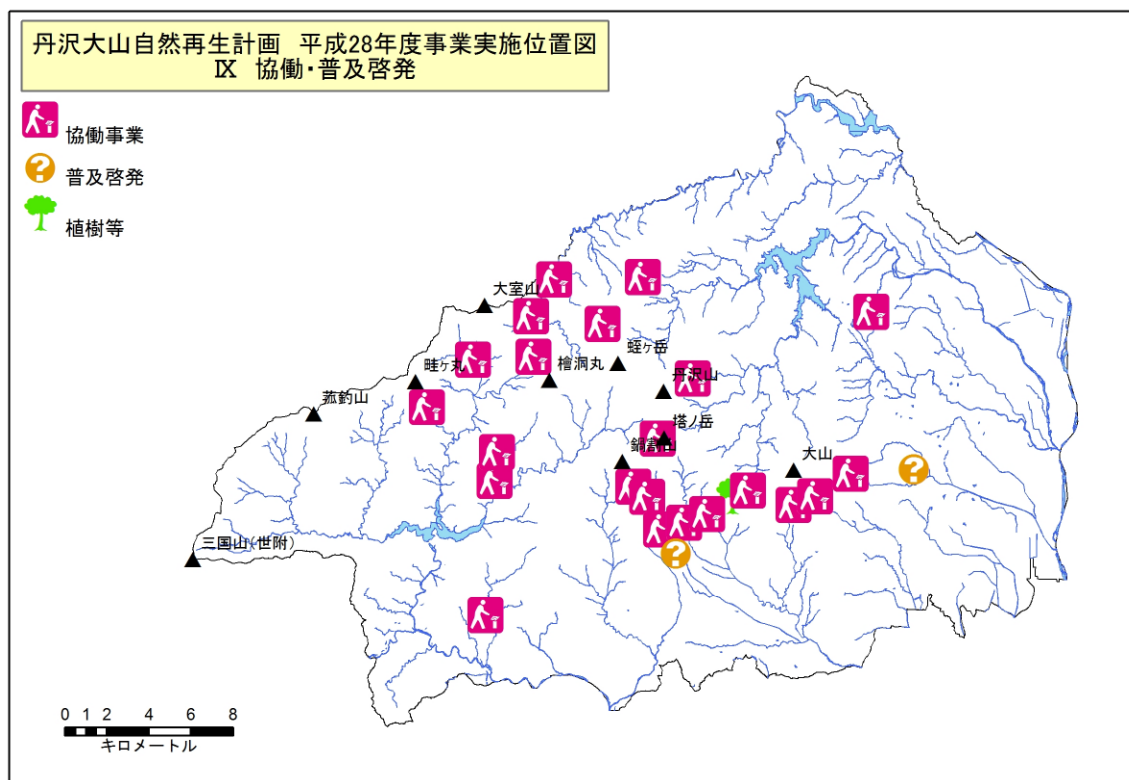 丹沢大山自然再生計画 平成28年度事業実施位置図
Ⅸ 協働・普及啓発
協働事業
普及啓発
植樹等
大室山
畦ヶ丸
檜洞丸
蛭ヶ岳
丹沢山
菰釣山
塔ノ岳
鍋割山
大山
三国山（世附）
0 1 2 4 6 8
キロメートル